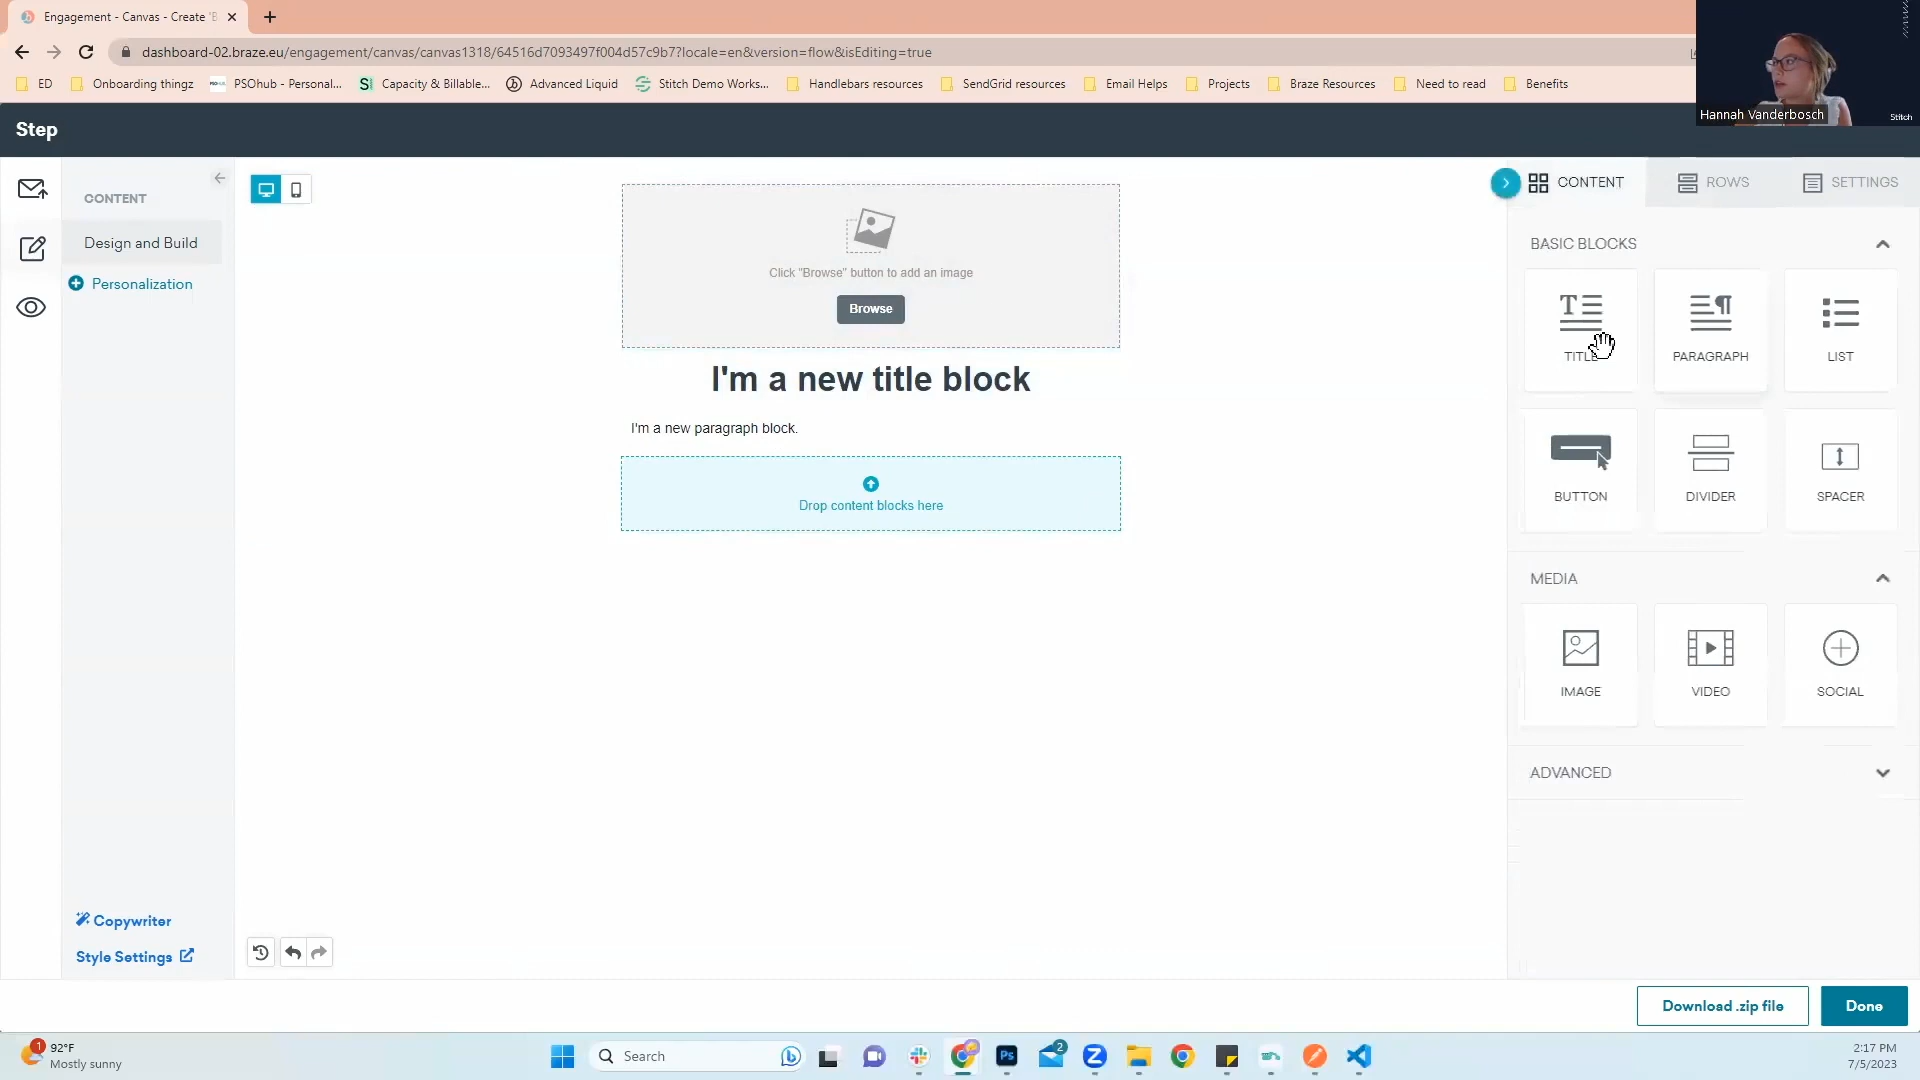 Engagement - Canvas - Create 'B
dashboard-02.braze.eu/engagement/canvas/canvas1318/64516d7093497f004d57c9b7?locale=en&version=flow&isEditing=true
ED
Onboarding thingz
PSOhub - Personal...
Capacity & Billable...
Advanced Liquid
Stitch Demo Works...
Handlebars resources
SendGrid resources
Email Helps
Projects
Braze Resources
Need to read
Benefits
Hannah Vanderbosch
Stitch
Step
CONTENT
Design and Build
Personalization
Copywriter
Style Settings
Click "Browse" button to add an image
Browse
I'm a new title block
I'm a new paragraph block.
Drop content blocks here
CONTENT
ROWS
SETTINGS
BASIC BLOCKS
TITLE
PARAGRAPH
LIST
BUTTON
DIVIDER
SPACER
MEDIA
IMAGE
VIDEO
SOCIAL
ADVANCED
Download .zip file
Done
1
92°F
Mostly sunny
Search
Ps
2
2:17 PM
7/5/2023